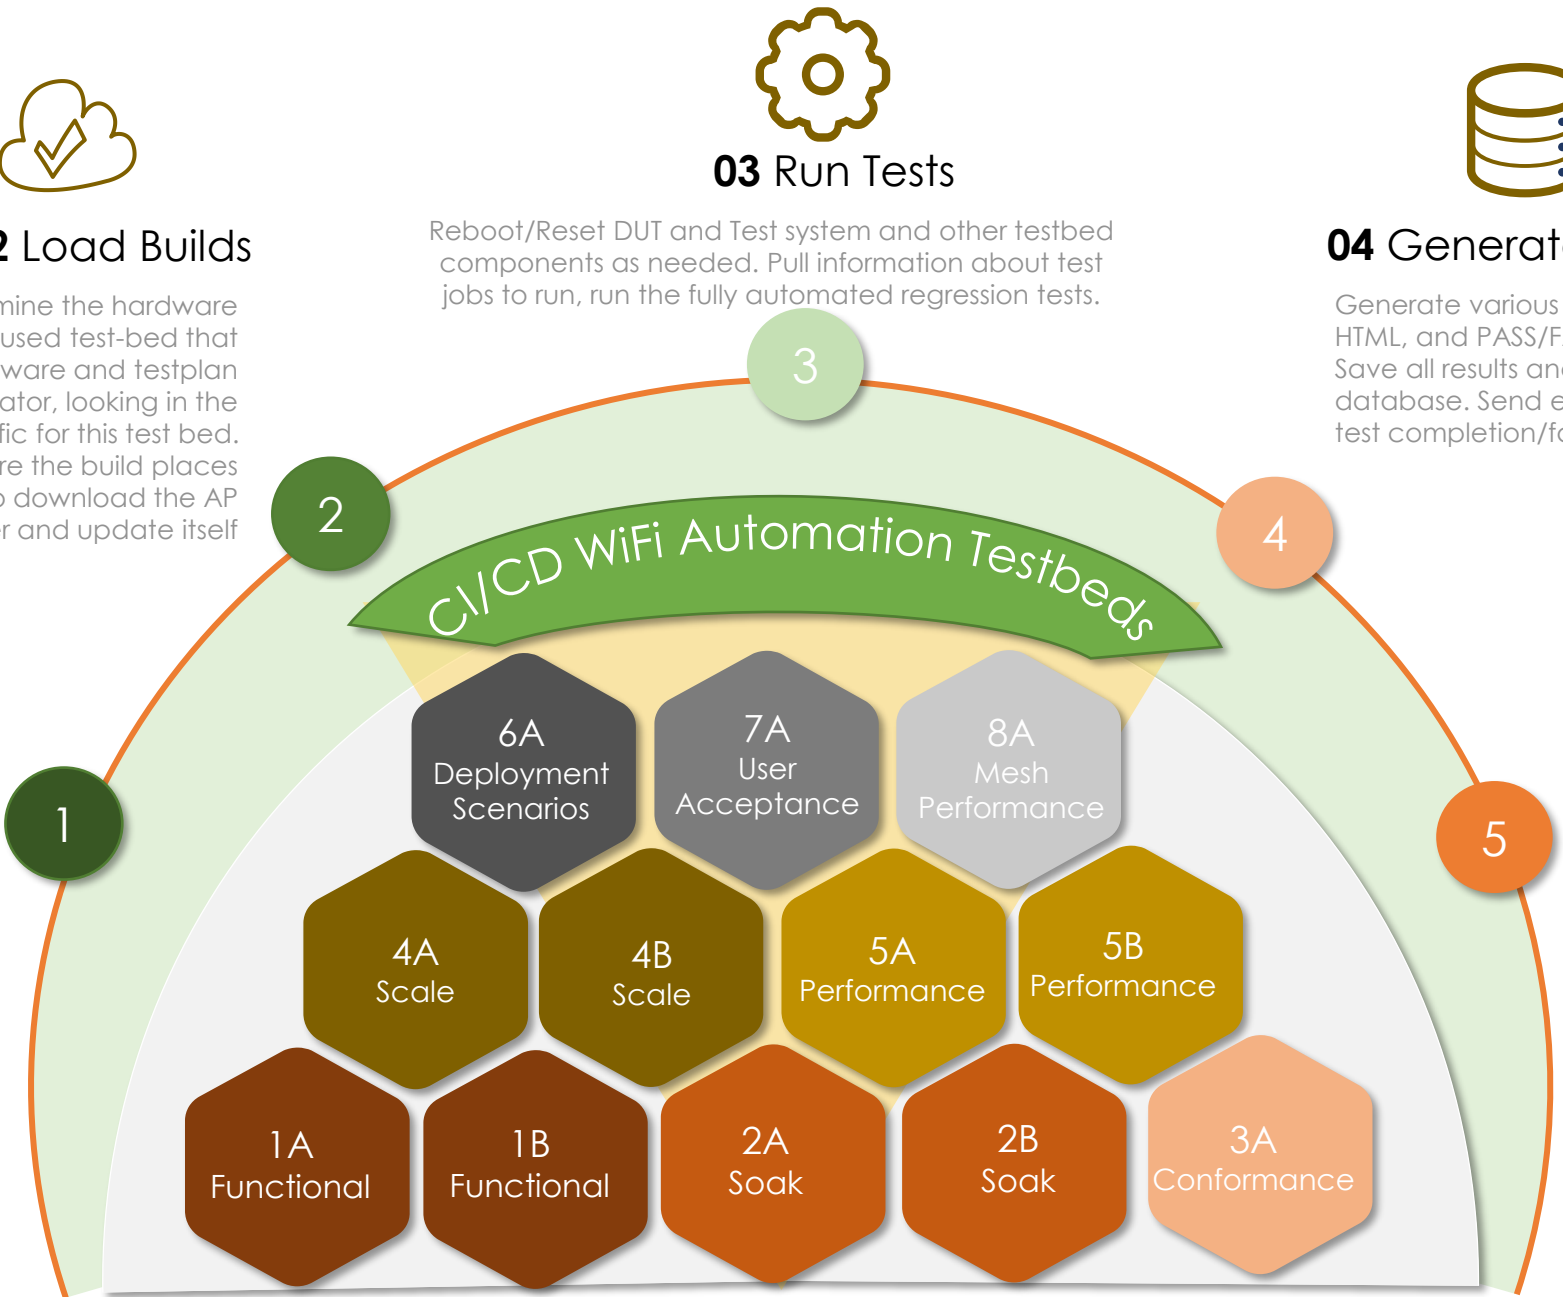 03 Run Tests
Reboot/Reset DUT and Test system and other testbed
components as needed. Pull information about test
jobs to run, run the fully automated regression tests.
2 Load Builds
mine the hardware
used test-bed that
ware and testplan
ator, looking in the
fic for this test bed.
re the build places
o download the AP
er and update itself
04 Generat
Generate various
HTML, and PASS/F
Save all results an
database. Send e
test completion/fa
3
2
4
1
5
CI/CD WiFi Automation Testbeds
6A
Deployment
Scenarios
7A
User
Acceptance
8A
Mesh
Performance
4A
Scale
4B
Scale
5A
Performance
5B
Performance
1A
Functional
1B
Functional
2A
Soak
2B
Soak
3A
Conformance